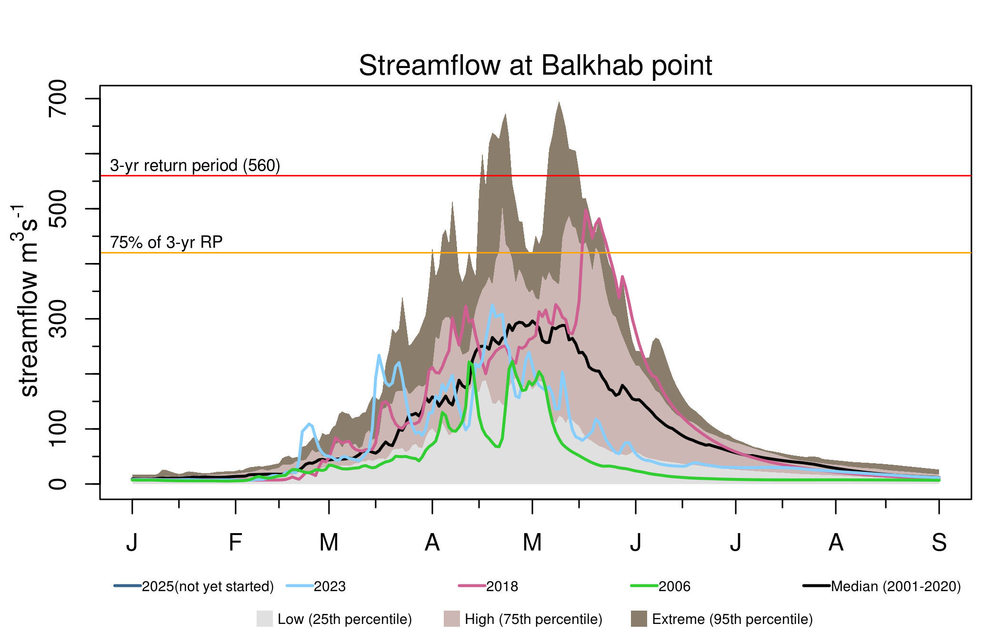 Streamflow at Balkhab point
streamflow m³s⁻¹
700
500
300
100
0
3-yr return period (560)
75% of 3-yr RP
J F M A M J J A S
2025(not yet started) 2023 2018 2006 Median (2001-2020)
Low (25th percentile) High (75th percentile) Extreme (95th percentile)